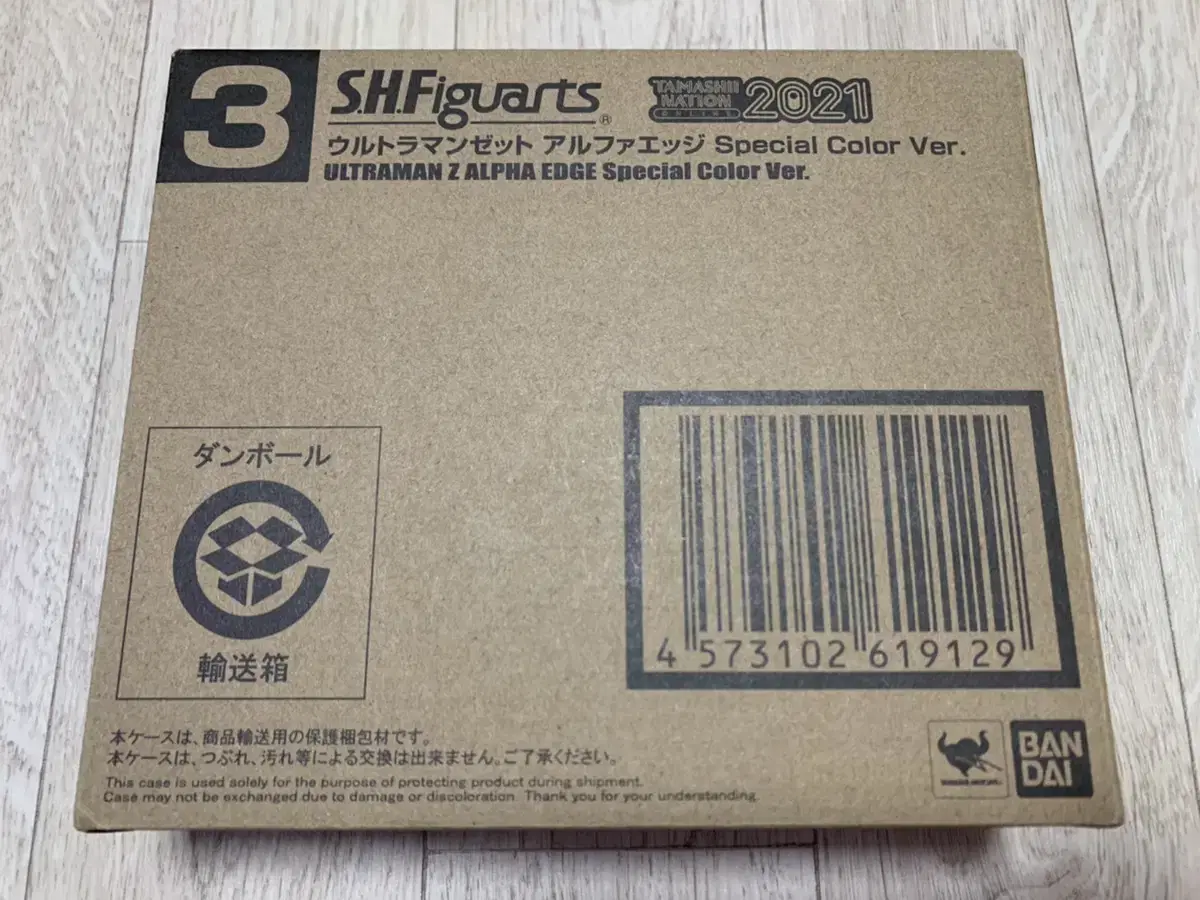 3
S.H.Figuarts
®
TAMASHII
NATION
ONLINE
2021
ウルトラマンゼット アルファエッジ Special Color Ver.
ULTRAMAN Z ALPHA EDGE Special Color Ver.
ダンボール
輸送箱
4 573102 619129
本ケースは、商品輸送用の保護梱包材です。
本ケースは、つぶれ、汚れ等による交換は出来ません。ご了承ください。
This case is used solely for the purpose of protecting product during shipment.
Case may not be exchanged due to damage or discoloration. Thank you for your understanding.
BAN
DAI